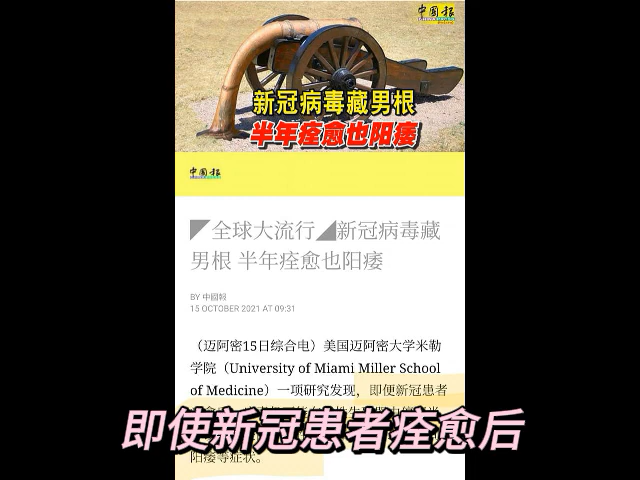 中國報
新冠病毒藏男根
半年痊愈也阳痿
中國報
◤全球大流行◢新冠病毒藏
男根 半年痊愈也阳痿
BY 中國報
15 OCTOBER 2021 AT 09:31
（迈阿密15日综合电）美国迈阿密大学米勒
学院（University of Miami Miller School
of Medicine）一项研究发现，即便新冠患者
即使新冠患者痊愈后
阳痿等症状。